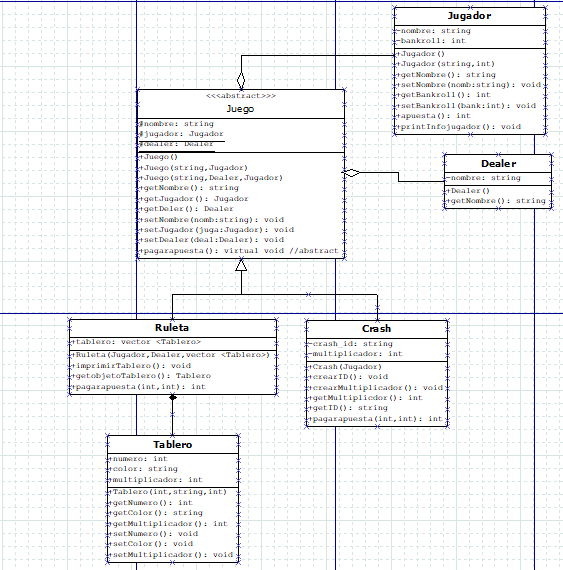 Jugador
-nombre: string
-bankroll: int
+Jugador()
+Jugador(string,int)
+getNombre(): string
+setNombre(nomb:string): void
+getBankroll(): int
+setBankroll(bank:int): void
+apuesta(): int
+printInfojugador(): void
<<<abstract>>>
Juego
#nombre: string
#jugador: Jugador
#dealer: Dealer
+Juego()
+Juego(string,Jugador)
+Juego(string,Dealer,Jugador)
+getNombre(): string
+getJugador(): Jugador
+getDeler(): Dealer
+setNombre(nomb:string): void
+setJugador(juga:Jugador): void
+setDealer(deal:Dealer): void
+pagarapuesta(): virtual void //abstract
Dealer
-nombre: string
+Dealer()
+getNombre(): string
Ruleta
+tablero: vector <Tablero>
+Ruleta(Jugador,Dealer,vector <Tablero>)
+imprimirTablero(): void
+getobjetoTablero(): Tablero
+pagarapuesta(int,int): int
Crash
-crash_id: string
-multiplicador: int
+Crash(Jugador)
+crearID(): void
+crearMultiplicador(): void
+getMultiplicdor(): int
+getID(): string
+pagarapuesta(int,int): int
Tablero
+numero: int
+color: string
+multiplicador: int
+Tablero(int,string,int)
+getNumero(): int
+getColor(): string
+getMultiplicador(): int
+setNumero(): void
+setColor(): void
+setMultiplicador(): void